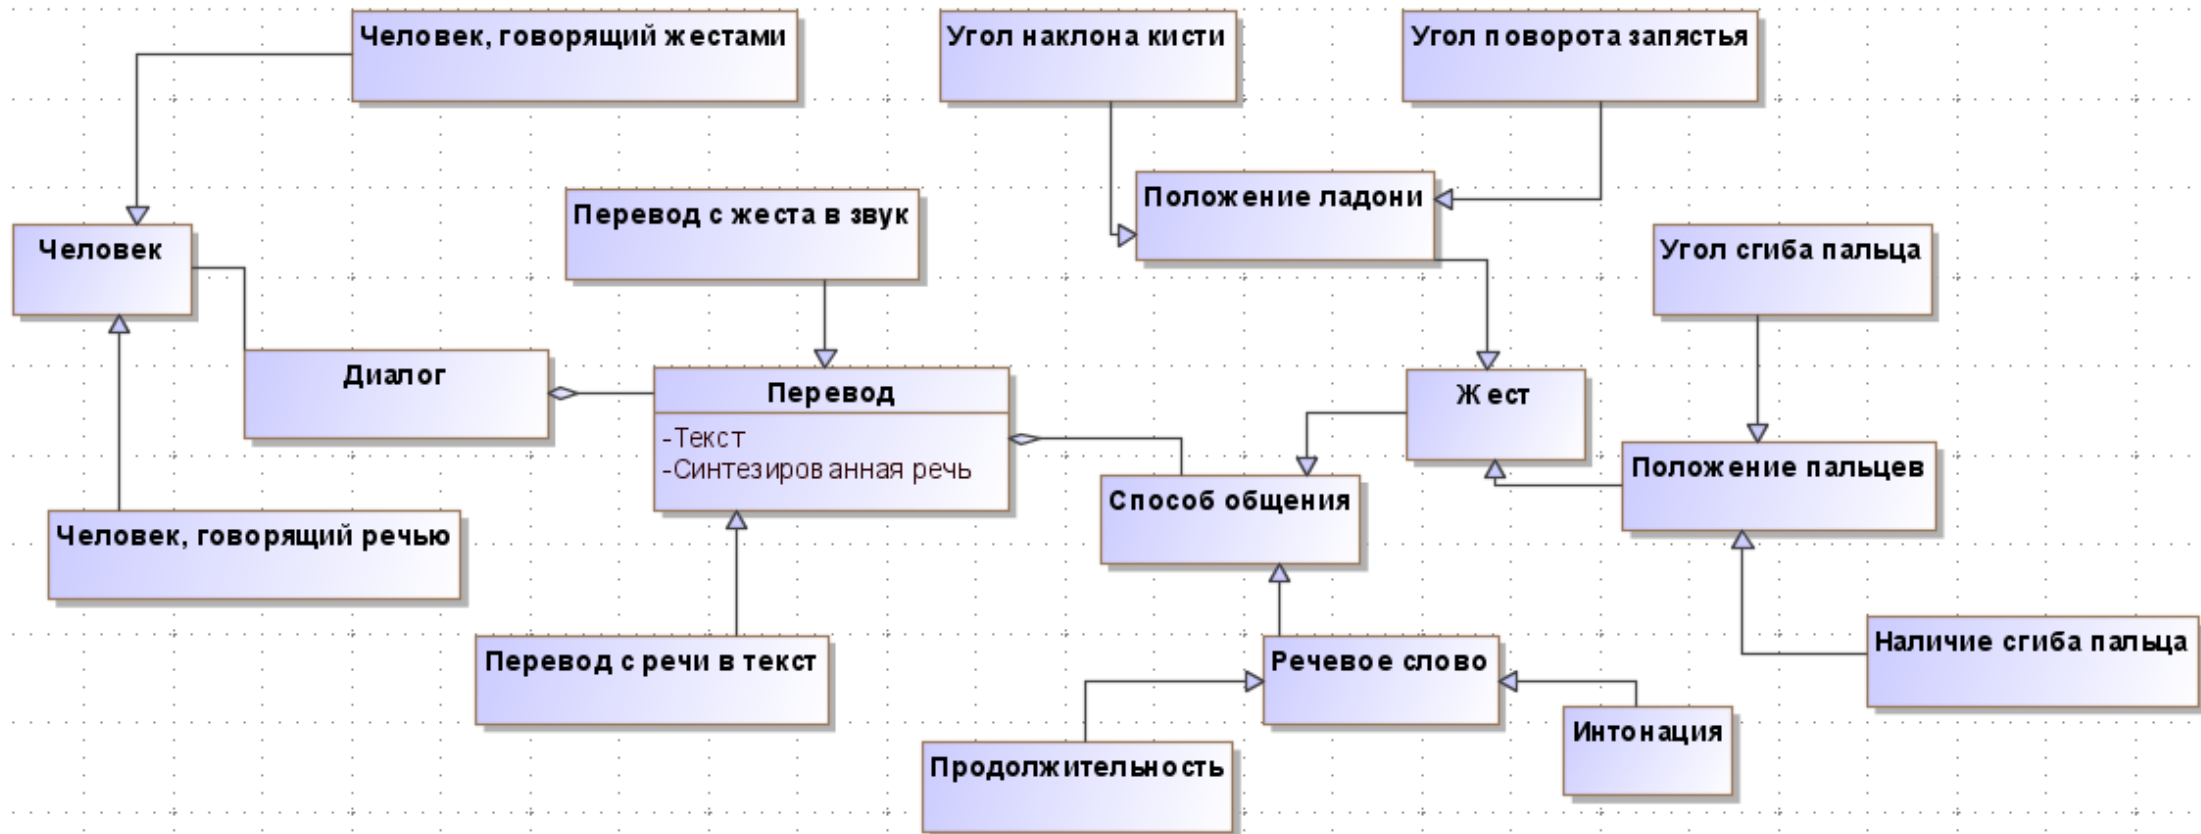 Человек, говорящий жестами
Угол наклона кисти
Угол поворота запястья
Положение ладони
Перевод с жеста в звук
Человек
Угол сгиба пальца
Диалог
Перевод
-Текст
-Синтезированная речь
Жест
Положение пальцев
Способ общения
Человек, говорящий речью
Наличие сгиба пальца
Перевод с речи в текст
Речевое слово
Интонация
Продолжительность